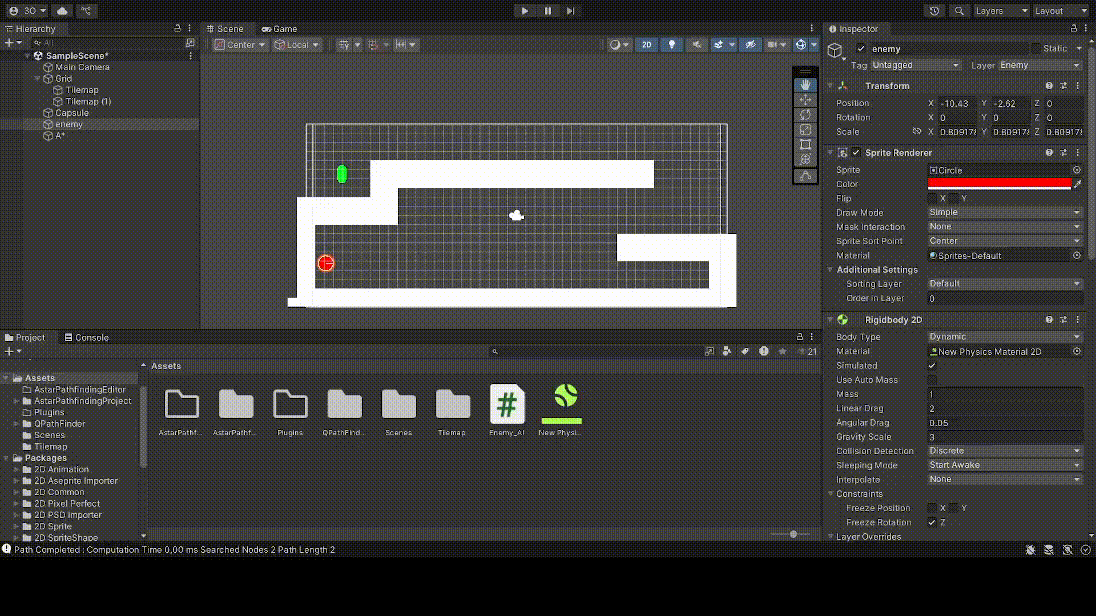 3O
Layers
Layout
Hierarchy
All
SampleScene*
Main Camera
Grid
Tilemap
Tilemap (1)
Capsule
enemy
A*
Scene
Game
Center
Local
2D
Inspector
enemy
Static
Tag Untagged Layer Enemy
Transform
Position X -10.43 Y -2.62 Z 0
Rotation X 0 Y 0 Z 0
Scale X 0.809178 Y 0.809178 Z 0.809178
Sprite Renderer
Sprite Circle
Color
Flip X Y
Draw Mode Simple
Mask Interaction None
Sprite Sort Point Center
Material Sprites-Default
Additional Settings
Sorting Layer Default
Order in Layer 0
Rigidbody 2D
Body Type Dynamic
Material New Physics Material 2D
Simulated
Use Auto Mass
Mass 1
Linear Drag 2
Angular Drag 0.05
Gravity Scale 3
Collision Detection Discrete
Sleeping Mode Start Awake
Interpolate None
Constraints
Freeze Position X Y
Freeze Rotation Z
Layer Overrides
Project
Console
21
Assets
AstarPathfindingEditor
AstarPathfindingProject
Plugins
QPathFinder
Scenes
Tilemap
Packages
2D Animation
2D Aseprite Importer
2D Common
2D Pixel Perfect
2D PSD Importer
2D Sprite
2D SpriteShape
Assets
AstarPathf...
AstarPathf...
Plugins
QPathFind...
Scenes
Tilemap
Enemy_AI
New Physi...
Path Completed : Computation Time 0,00 ms Searched Nodes 2 Path Length 2